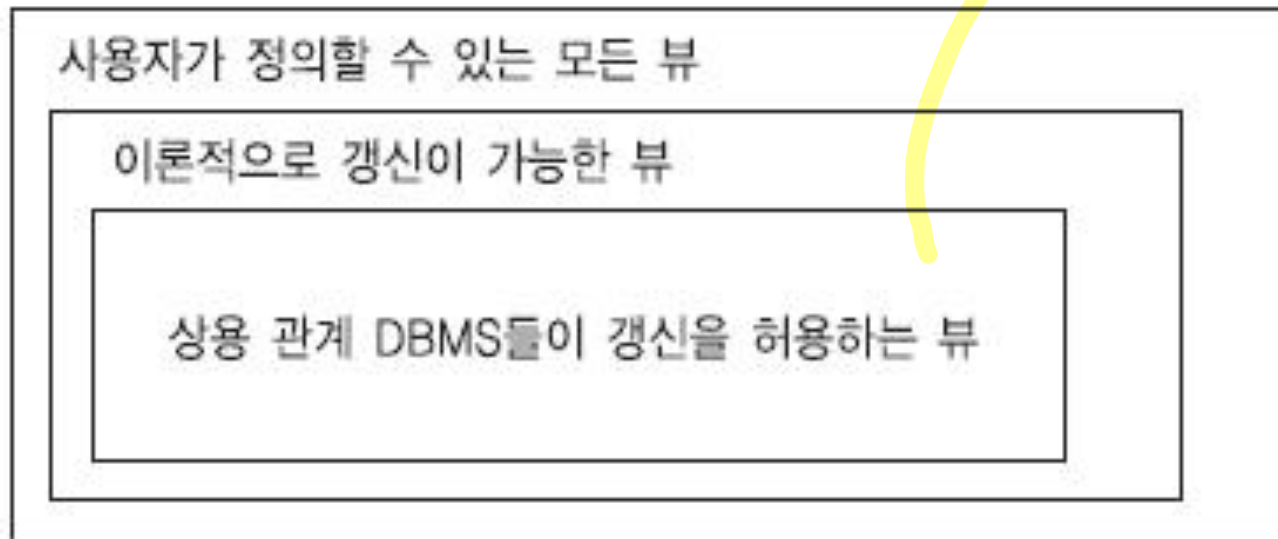 사용자가 정의할 수 있는 모든 뷰
이론적으로 갱신이 가능한 뷰
상용 관계 DBMS들이 갱신을 허용하는 뷰